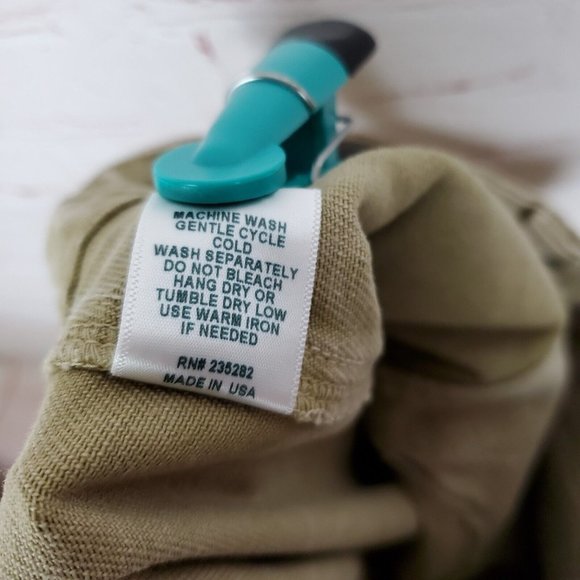 MACHINE WASH
GENTLE CYCLE
COLD
WASH SEPARATELY
DO NOT BLEACH
HANG DRY OR
TUMBLE DRY LOW
USE WARM IRON
IF NEEDED
RN# 235282
MADE IN USA